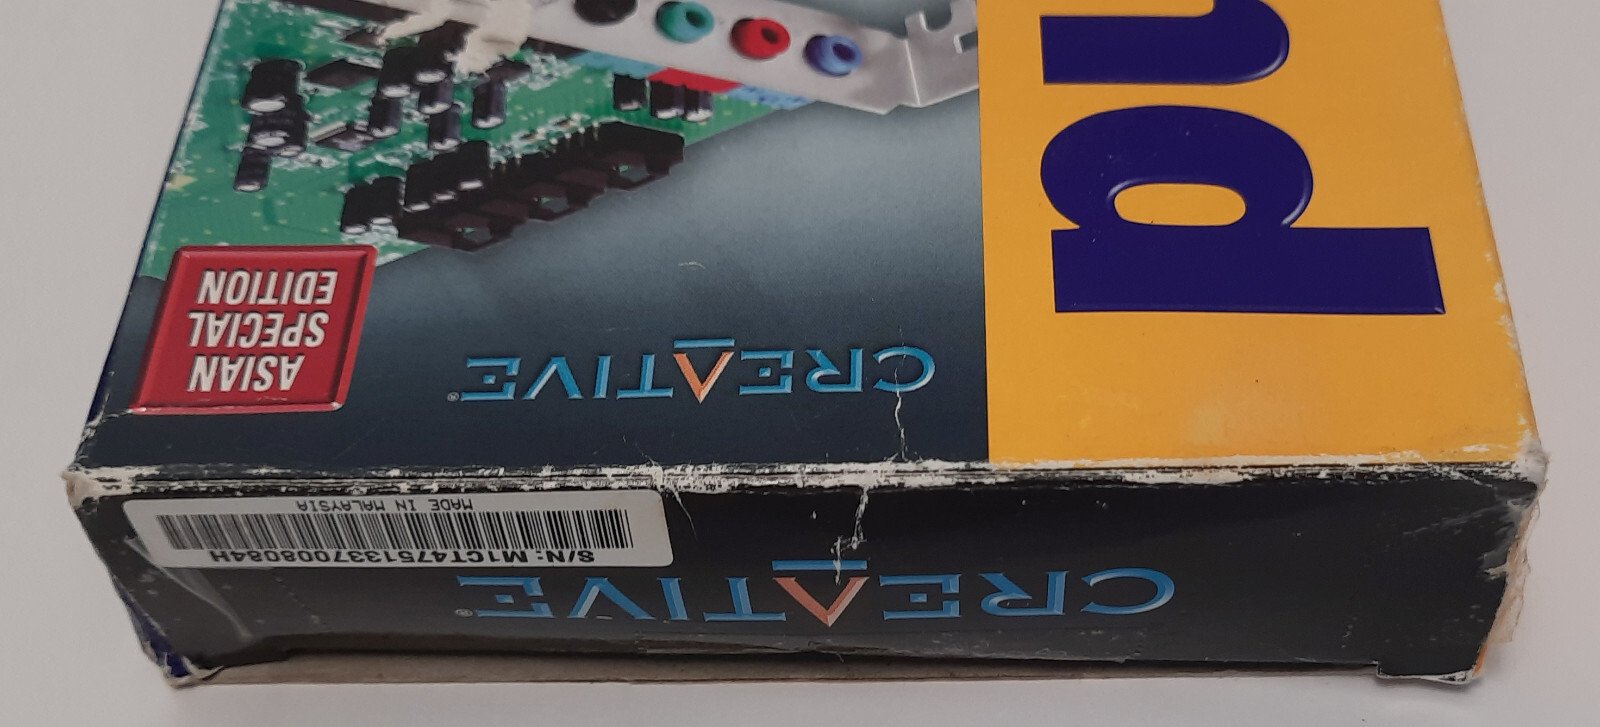 d
CREATIVE®
ASIAN
SPECIAL
EDITION
CREATIVE®
S/N: M1CT4751337008084H
MADE IN MALAYSIA